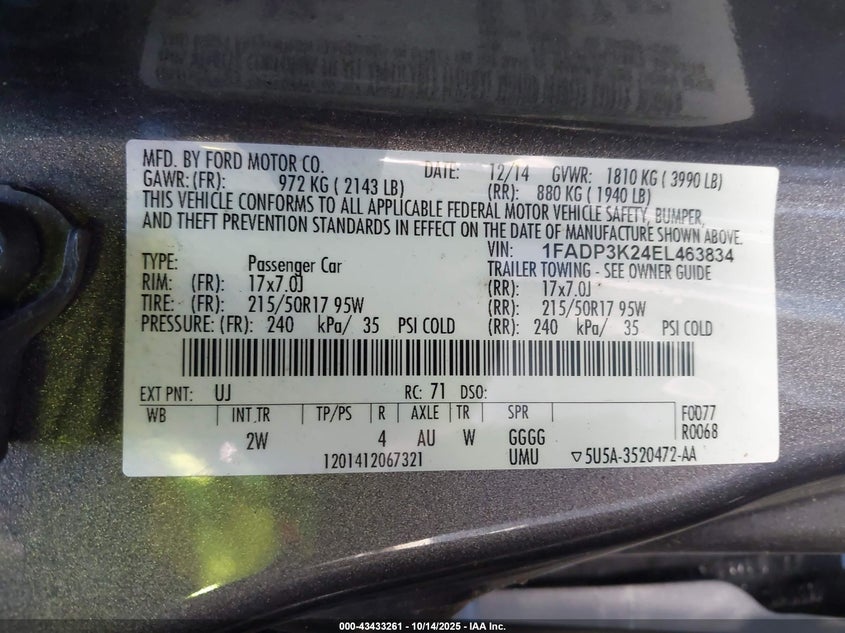 MFD. BY FORD MOTOR CO. DATE: 12/14 GVWR: 1810 KG ( 3990 LB)
GAWR: (FR): 972 KG ( 2143 LB) (RR): 880 KG ( 1940 LB)
THIS VEHICLE CONFORMS TO ALL APPLICABLE FEDERAL MOTOR VEHICLE SAFETY, BUMPER,
AND THEFT PREVENTION STANDARDS IN EFFECT ON THE DATE OF MANUFACTURE SHOWN ABOVE.
VIN: 1FADP3K24EL463834
TYPE: Passenger Car TRAILER TOWING - SEE OWNER GUIDE
RIM: (FR): 17x7.0J (RR): 17x7.0J
TIRE: (FR): 215/50R17 95W (RR): 215/50R17 95W
PRESSURE: (FR): 240 kPa/ 35 PSI COLD (RR): 240 kPa/ 35 PSI COLD
EXT PNT: UJ RC: 71 DSO:
WB INT TR TP/PS R AXLE TR SPR F0077
2W 4 AU W GGGG R0068
1201412067321 UMU ▽5U5A-3520472-AA
000-43433261 - 10/14/2025 - IAA Inc.